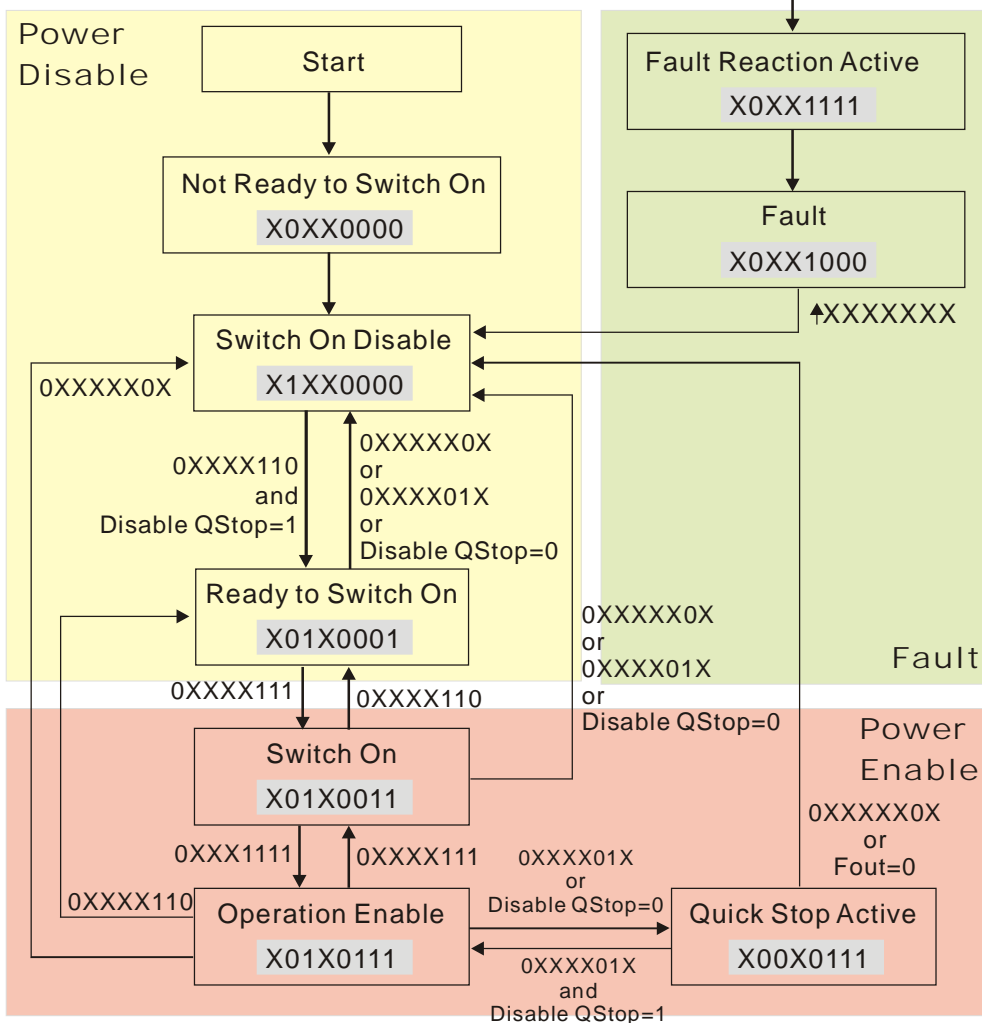 Power
Disable
Start
Not Ready to Switch On
X0XX0000
Switch On Disable
X1XX0000
0XXXXX0X
0XXXX110
and
Disable QStop=1
0XXXXX0X
or
0XXXX01X
or
Disable QStop=0
Ready to Switch On
X01X0001
0XXXX111
0XXXX110
Fault Reaction Active
X0XX1111
Fault
X0XX1000
XXXXXXX
Fault
0XXXXX0X
or
0XXXX01X
or
Disable QStop=0
Power
Enable
Switch On
X01X0011
0XXX1111
0XXXX111
0XXXX110
Operation Enable
X01X0111
0XXXX01X
or
Disable QStop=0
0XXXX01X
and
Disable QStop=1
0XXXXX0X
or
Fout=0
Quick Stop Active
X00X0111